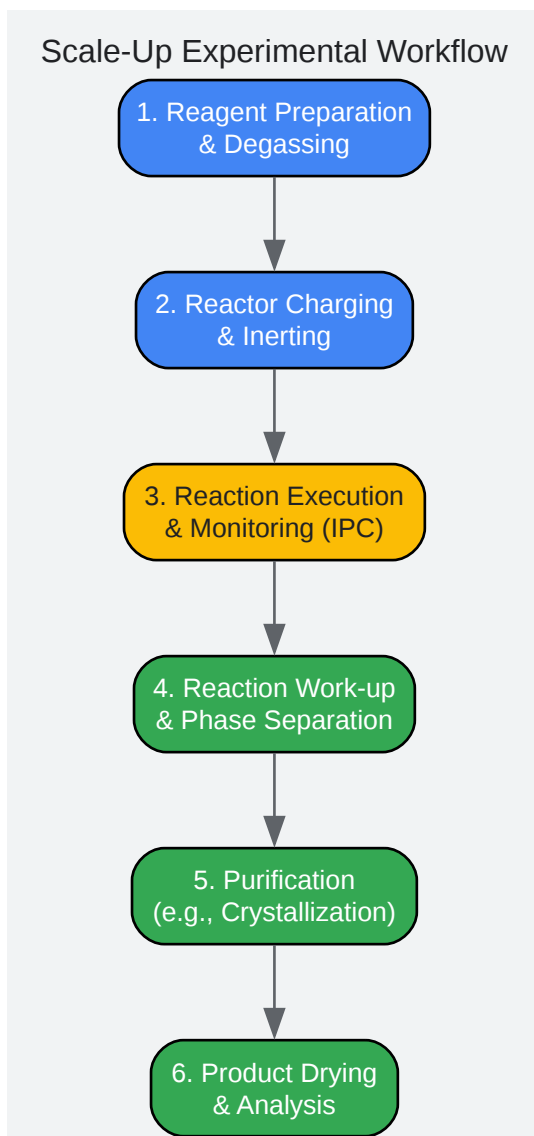 Scale-Up Experimental Workflow
1. Reagent Preparation
& Degassing
2. Reactor Charging
& Inerting
3. Reaction Execution
& Monitoring (IPC)
4. Reaction Work-up
& Phase Separation
5. Purification
(e.g., Crystallization)
6. Product Drying
& Analysis